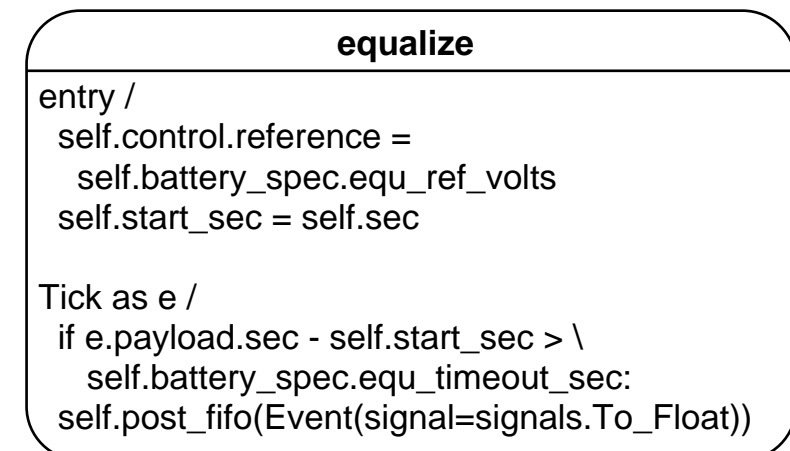 equalize
entry /
self.control.reference =
self.battery_spec.equ_ref_volts
self.start_sec = self.sec
Tick as e /
if e.payload.sec - self.start_sec > \
self.battery_spec.equ_timeout_sec:
self.post_fifo(Event(signal=signals.To_Float))